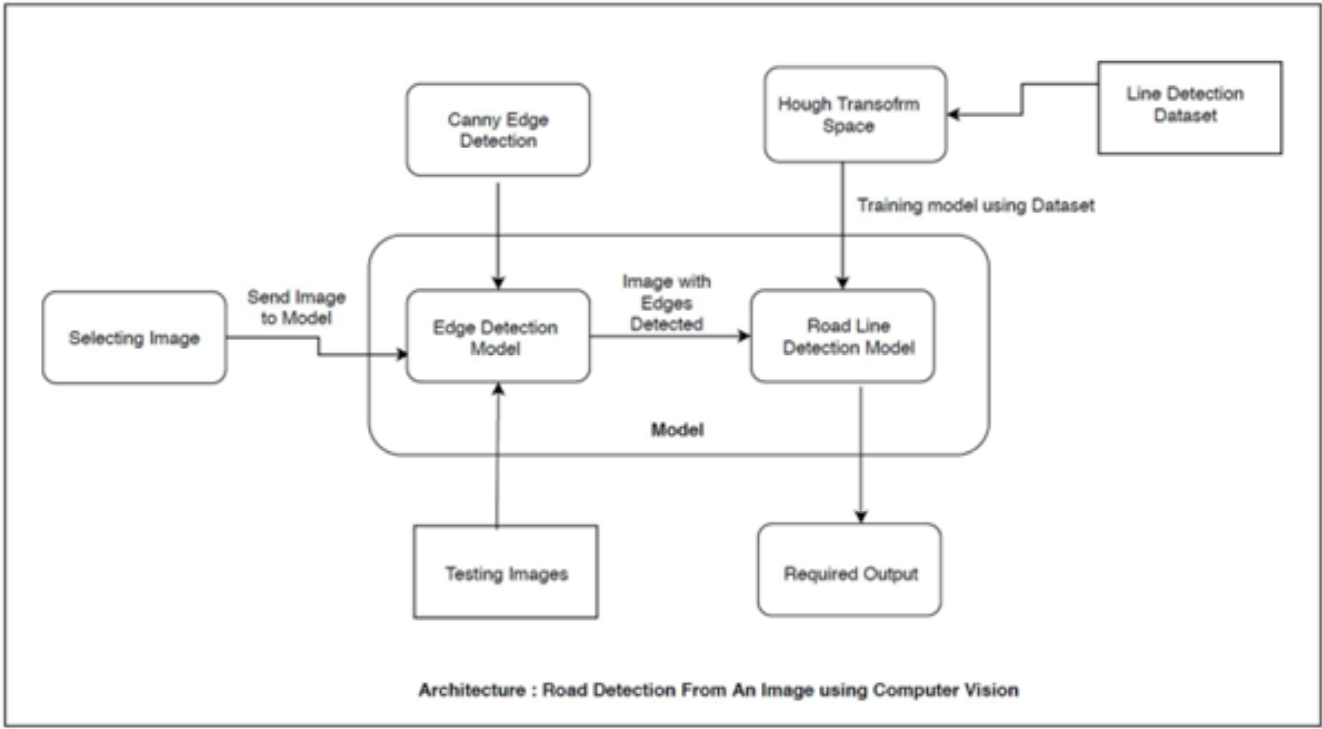 Canny Edge
Detection
Hough Transofrm
Space
Line Detection
Dataset
Training model using Dataset
Selecting Image
Send Image
to Model
Edge Detection
Model
Image with
Edges
Detected
Road Line
Detection Model
Model
Testing Images
Required Output
Architecture : Road Detection From An Image using Computer Vision